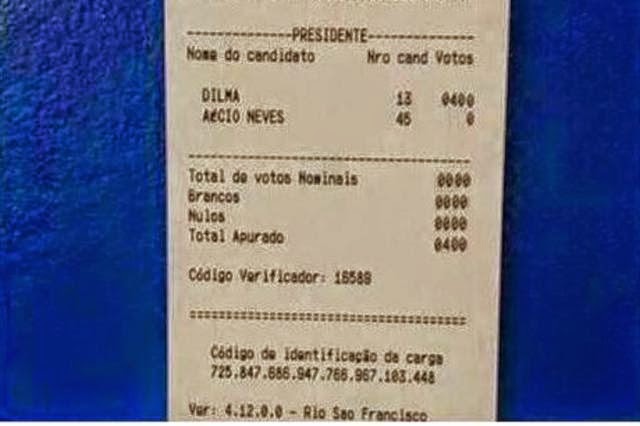 -------------PRESIDENTE-------------
Nome do candidato Nro cand Votos
DILMA 13 0400
AéCIO NEVES 45 0
------------------------------------
Total de votos Nominais 0000
Brancos 0000
Nulos 0000
Total Apurado 0400
Código Verificador: 16589
====================================
Código de identificação da carga
725.847.686.947.766.967.103.448
Ver: 4.12.0.0 - Rio Sao Francisco